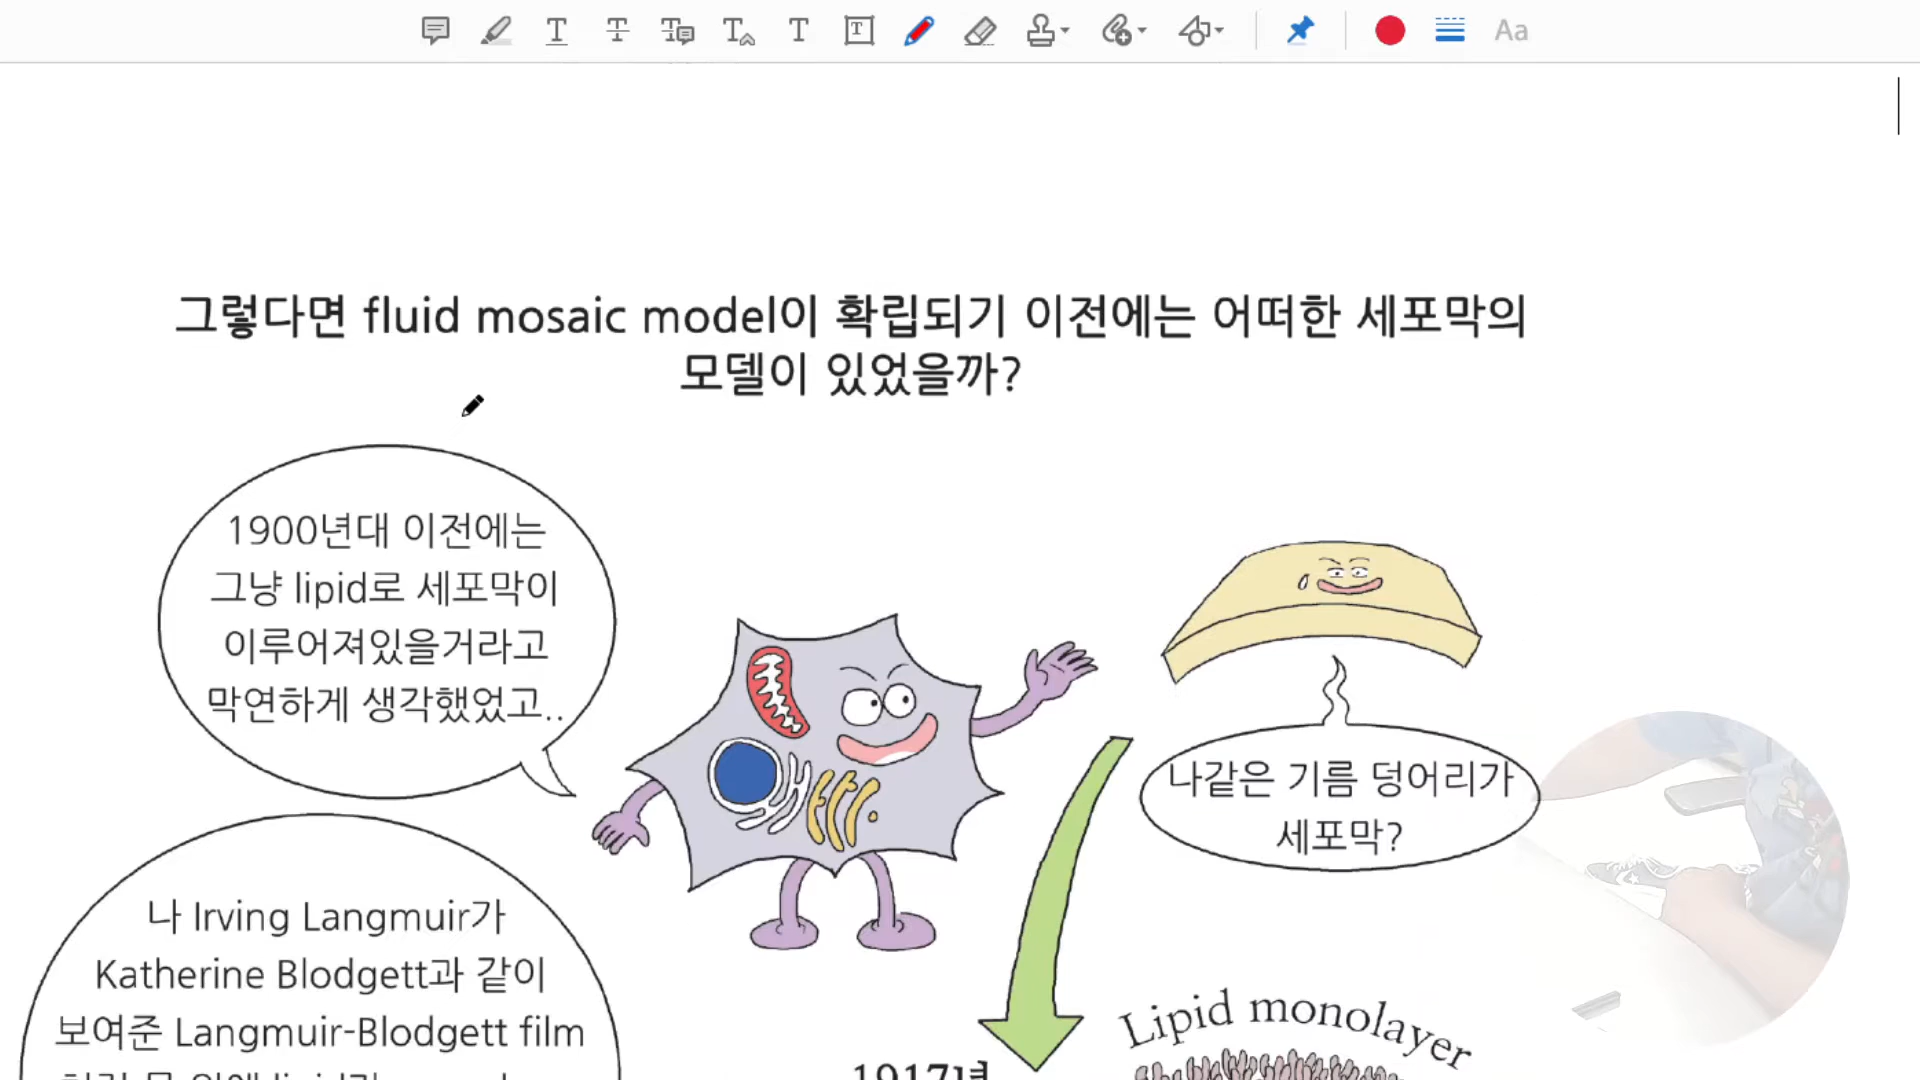 Aa
그렇다면 fluid mosaic model이 확립되기 이전에는 어떠한 세포막의
모델이 있었을까?
1900년대 이전에는
그냥 lipid로 세포막이
이루어져있을거라고
막연하게 생각했었고..
나같은 기름 덩어리가
세포막?
나 Irving Langmuir가
Katherine Blodgett과 같이
보여준 Langmuir-Blodgett film
1917년
Lipid monolayer